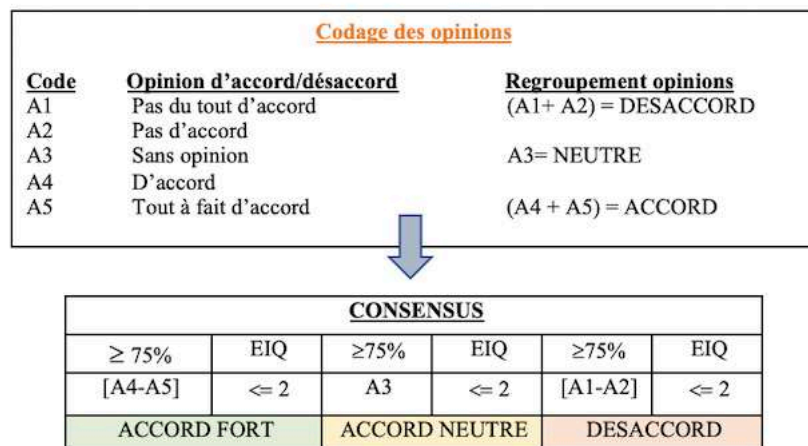 Codage des opinions
Code Opinion d'accord/désaccord Regroupement opinions
A1 Pas du tout d'accord (A1+ A2) = DESACCORD
A2 Pas d'accord
A3 Sans opinion A3= NEUTRE
A4 D'accord
A5 Tout à fait d'accord (A4 + A5) = ACCORD
CONSENSUS
≥ 75% EIQ ≥75% EIQ ≥75% EIQ
[A4-A5] <= 2 A3 <= 2 [A1-A2] <= 2
ACCORD FORT ACCORD NEUTRE DESACCORD